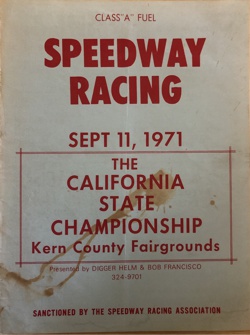 CLASS"A" FUEL
SPEEDWAY
RACING
SEPT 11, 1971
THE
CALIFORNIA
STATE
CHAMPIONSHIP
Kern County Fairgrounds
Presented by DIGGER HELM & BOB FRANCISCO
324-9701
SANCTIONED BY THE SPEEDWAY RACING ASSOCIATION